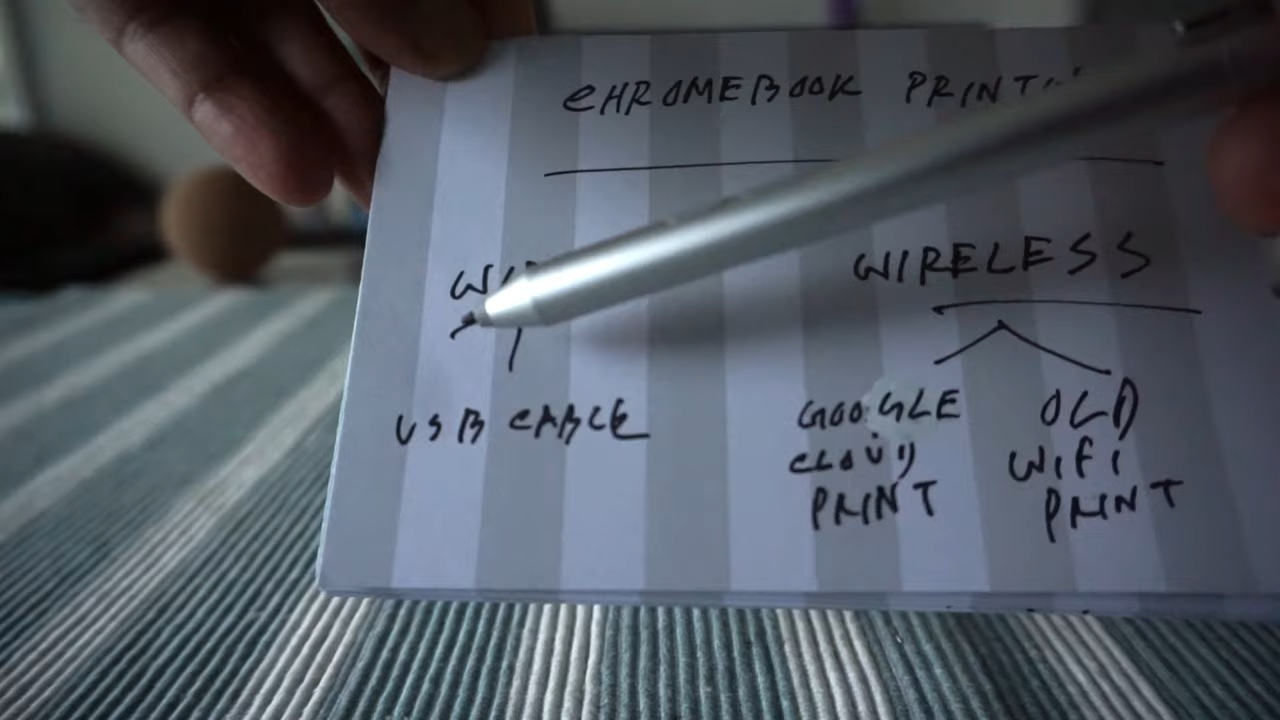 CHROMEBOOK
WIRELESS
USB CABLE
GOOGLE OLD
CLOUD WIFI
PRINT PRINT